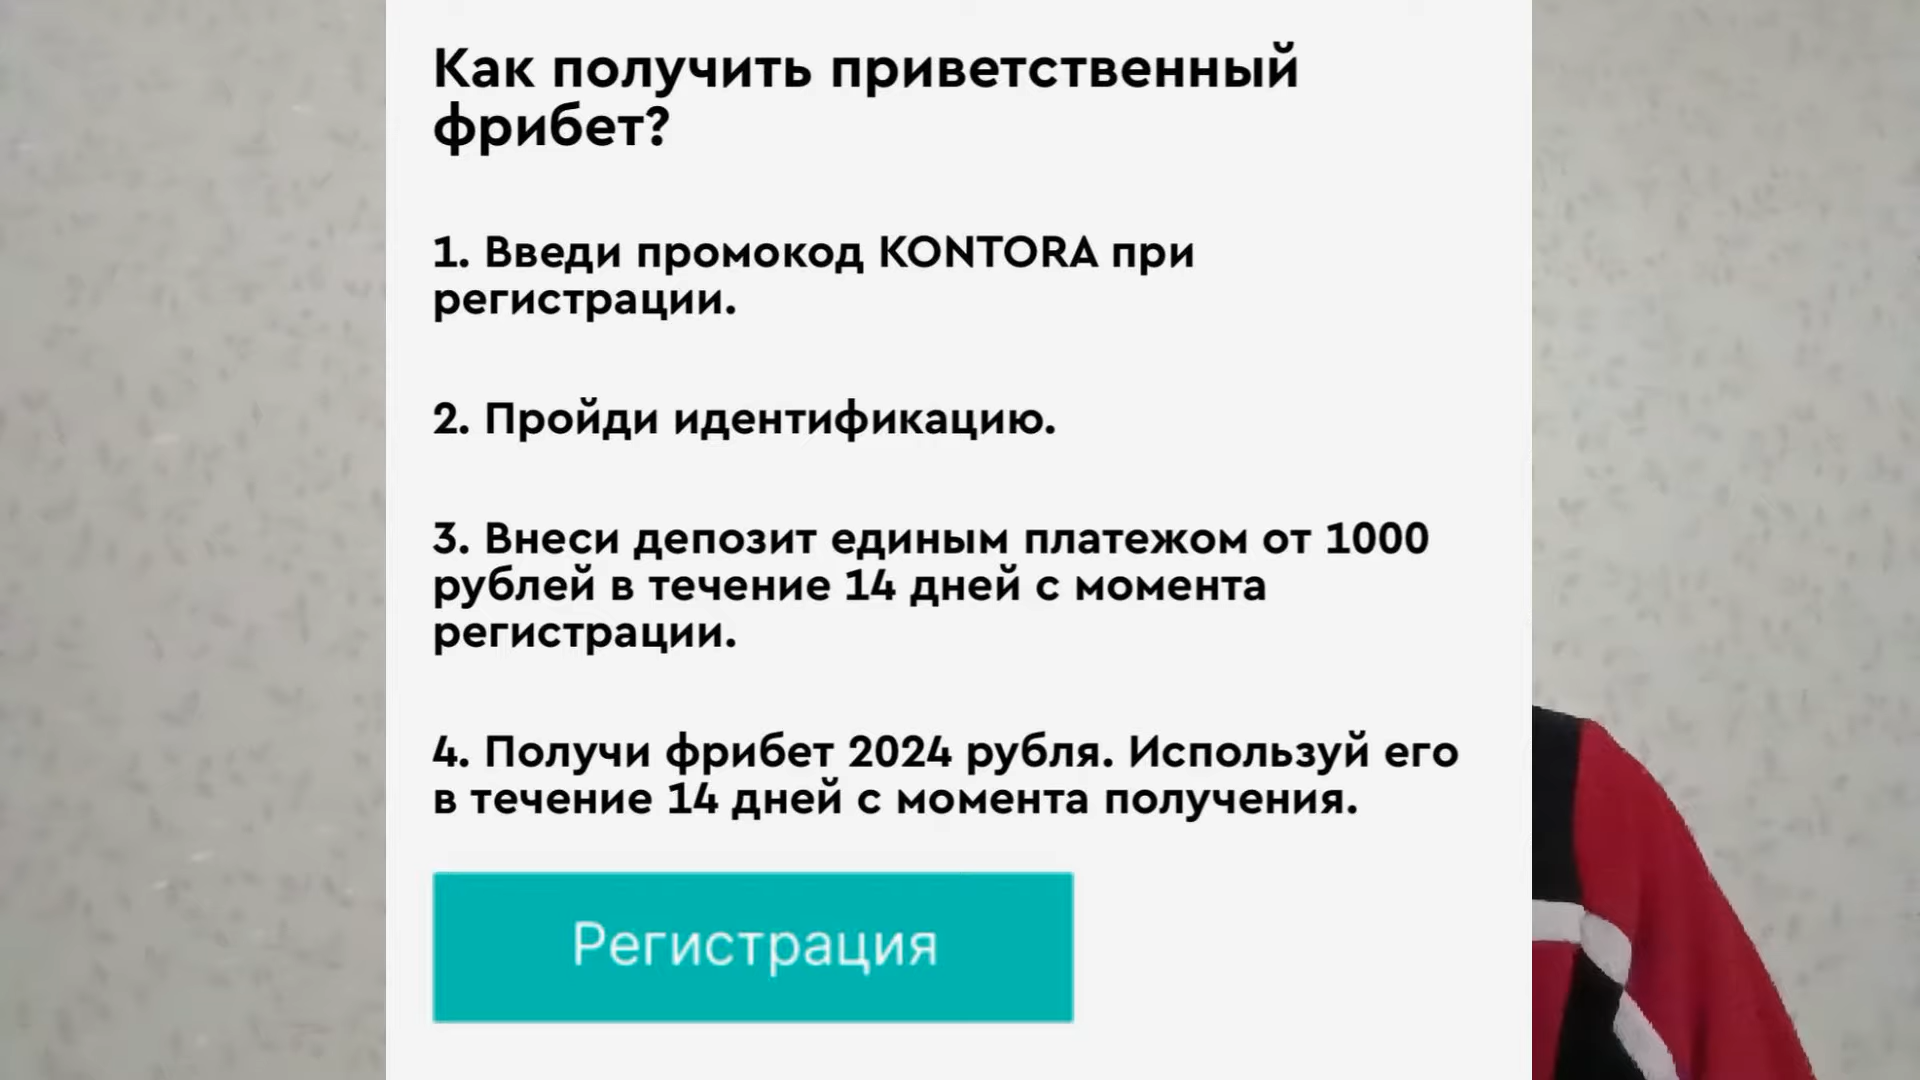 Как получить приветственный
фрибет?
1. Введи промокод KONTORA при
регистрации.
2. Пройди идентификацию.
3. Внеси депозит единым платежом от 1000
рублей в течение 14 дней с момента
регистрации.
4. Получи фрибет 2024 рубля. Используй его
в течение 14 дней с момента получения.
Регистрация